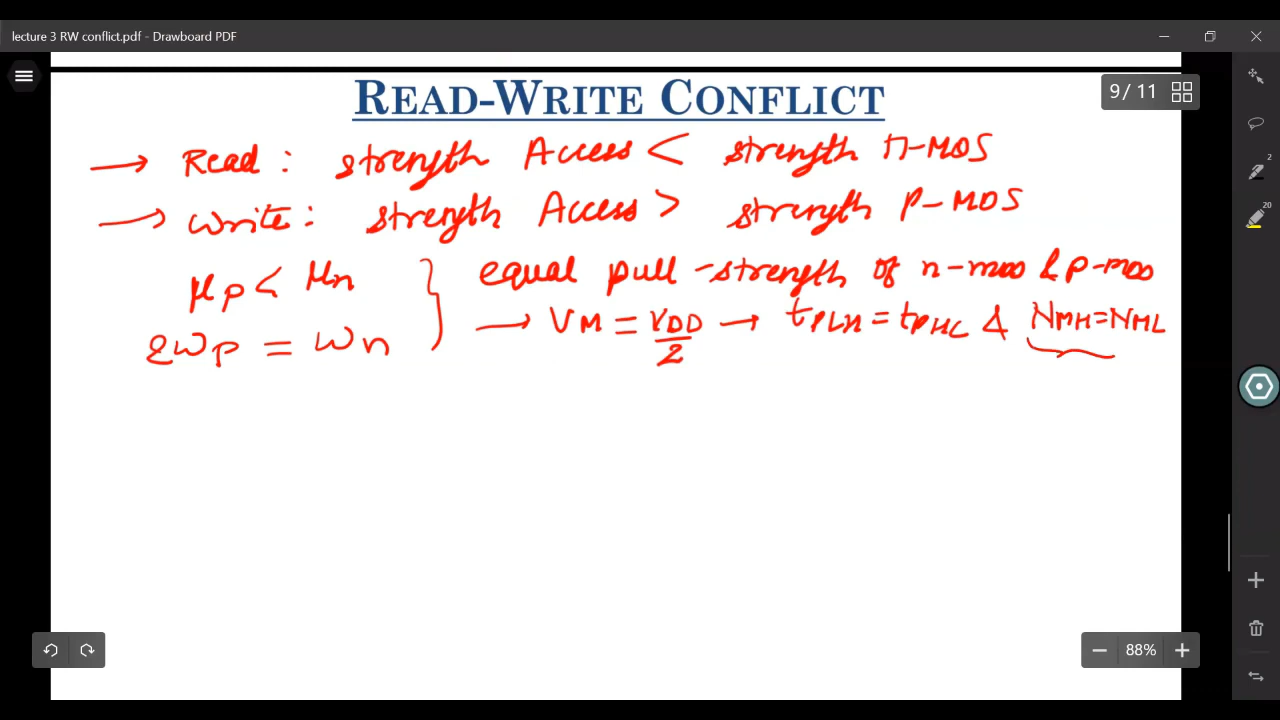 lecture 3 RW conflict.pdf - Drawboard PDF
READ-WRITE CONFLICT
9 / 11
→ Read : strength Access < strength n-MOS
→ write : strength Access > strength P-MOS
μp < μn } equal pull-strength of n-mos & p-mos
2Wp = Wn → VM = VDD/2 → tPLH = tPHL & NMH = NML
2
20
88%